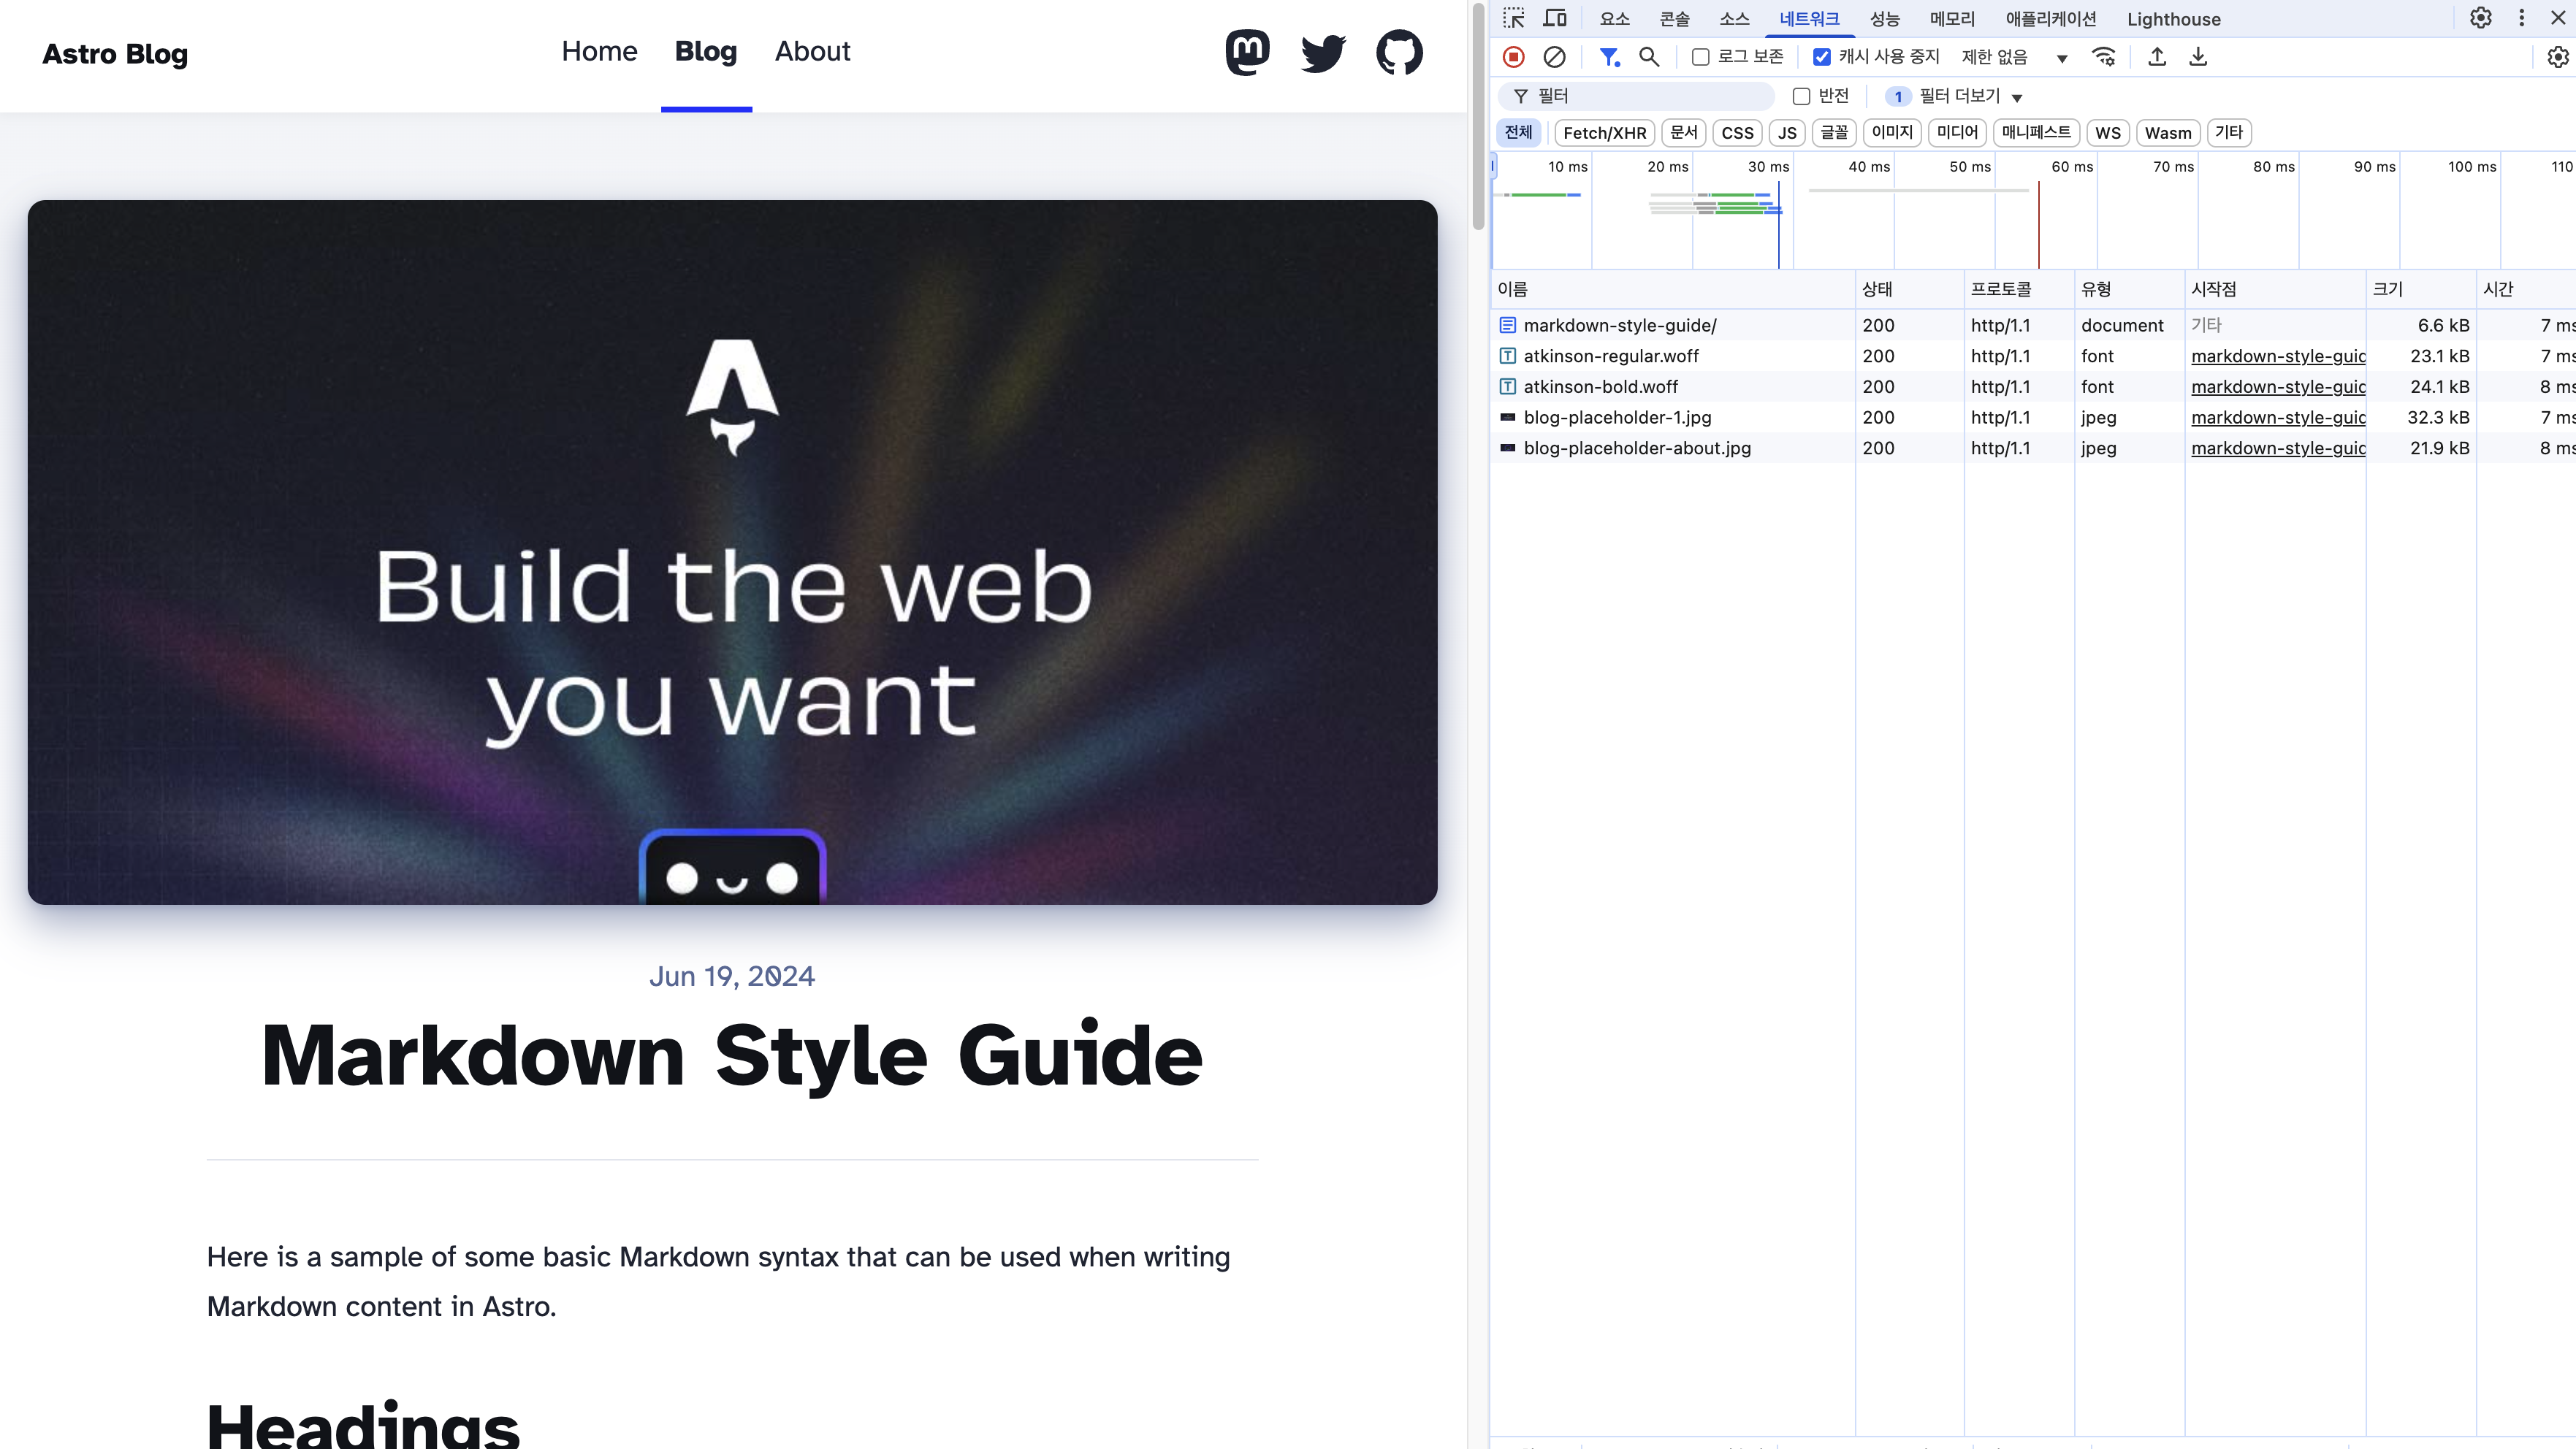 Astro Blog
Home
Blog
About
Build the web
you want
Jun 19, 2024
Markdown Style Guide
Here is a sample of some basic Markdown syntax that can be used when writing
Markdown content in Astro.
Headings
요소 콘솔 소스 네트워크 성능 메모리 애플리케이션 Lighthouse
로그 보존 캐시 사용 중지 제한 없음
필터 반전 1 필터 더보기
전체 Fetch/XHR 문서 CSS JS 글꼴 이미지 미디어 매니페스트 WS Wasm 기타
10 ms 20 ms 30 ms 40 ms 50 ms 60 ms 70 ms 80 ms 90 ms 100 ms 110
이름 상태 프로토콜 유형 시작점 크기 시간
markdown-style-guide/ 200 http/1.1 document 기타 6.6 kB 7 ms
atkinson-regular.woff 200 http/1.1 font markdown-style-guid 23.1 kB 7 ms
atkinson-bold.woff 200 http/1.1 font markdown-style-guid 24.1 kB 8 ms
blog-placeholder-1.jpg 200 http/1.1 jpeg markdown-style-guid 32.3 kB 7 ms
blog-placeholder-about.jpg 200 http/1.1 jpeg markdown-style-guid 21.9 kB 8 ms